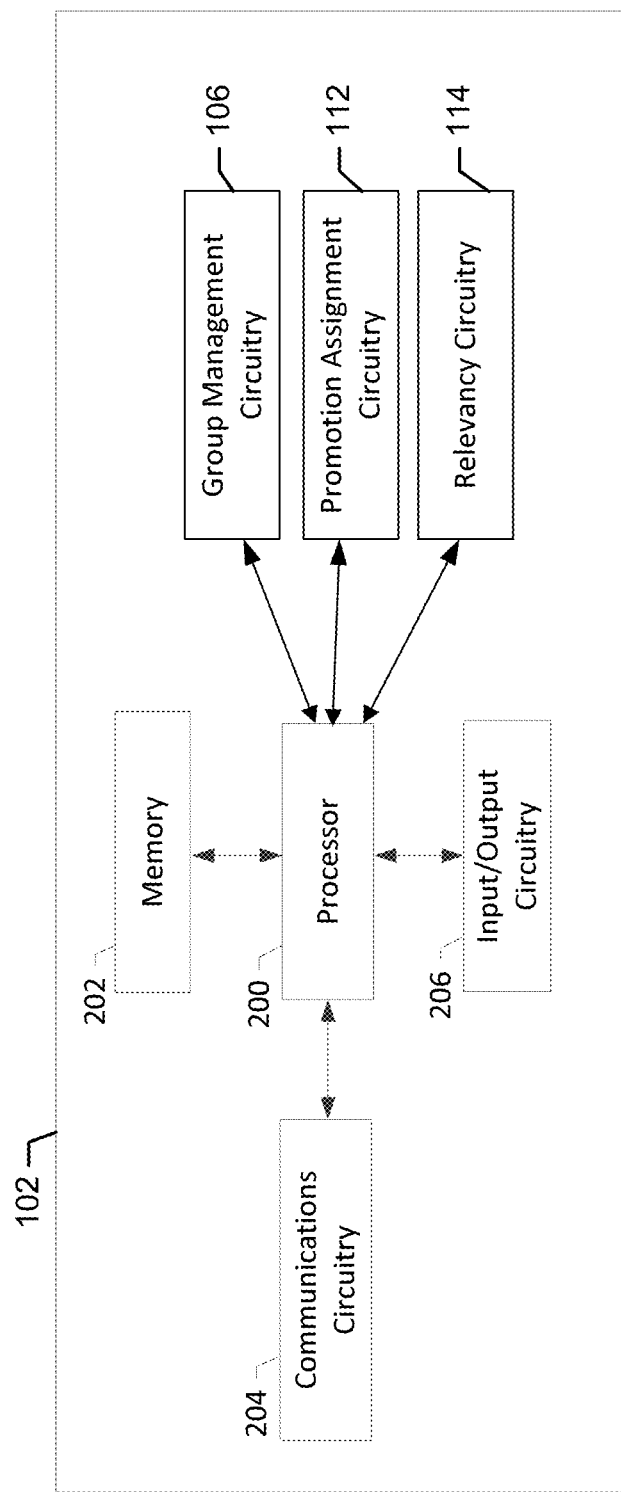 102
202
Memory
204
Communications
Circuitry
200
Processor
206
Input/Output
Circuitry
Group Management
Circuitry
106
Promotion Assignment
Circuitry
112
Relevancy Circuitry
114